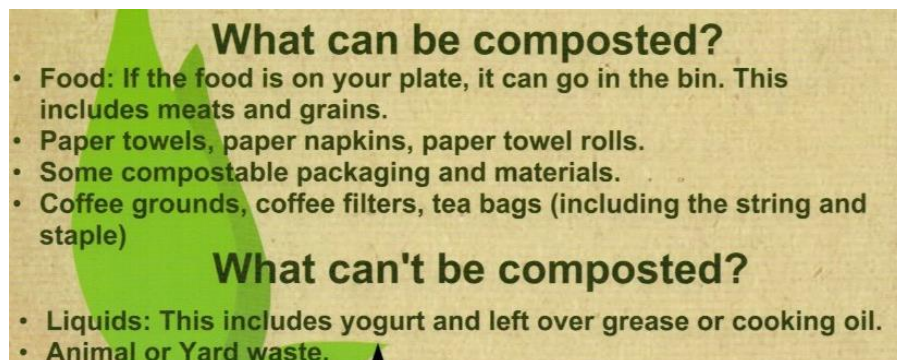 What can be composted?
• Food: If the food is on your plate, it can go in the bin. This
includes meats and grains.
• Paper towels, paper napkins, paper towel rolls.
• Some compostable packaging and materials.
• Coffee grounds, coffee filters, tea bags (including the string and
staple)
What can't be composted?
• Liquids: This includes yogurt and left over grease or cooking oil.
• Animal or Yard waste.